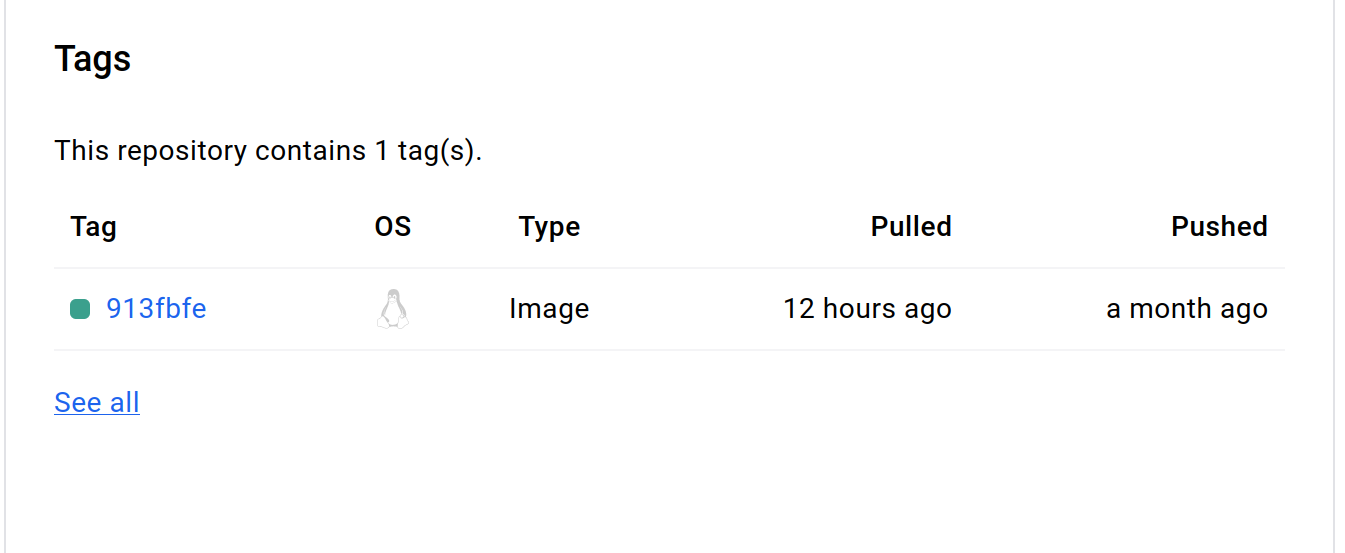 Tags
This repository contains 1 tag(s).
Tag OS Type Pulled Pushed
913fbfe Image 12 hours ago a month ago
See all